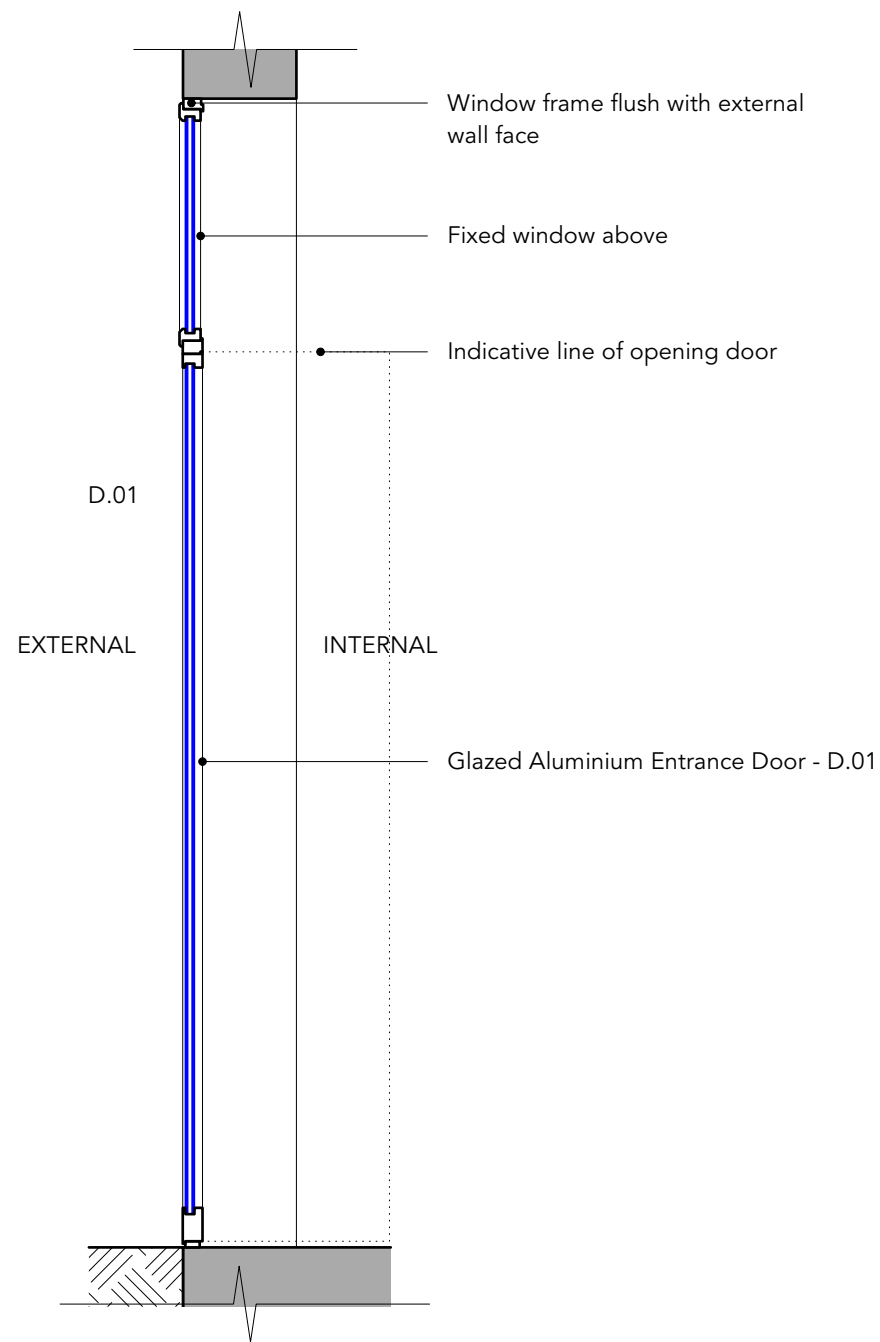 Window frame flush with external
wall face
Fixed window above
Indicative line of opening door
D.01
EXTERNAL
INTERNAL
Glazed Aluminium Entrance Door - D.01